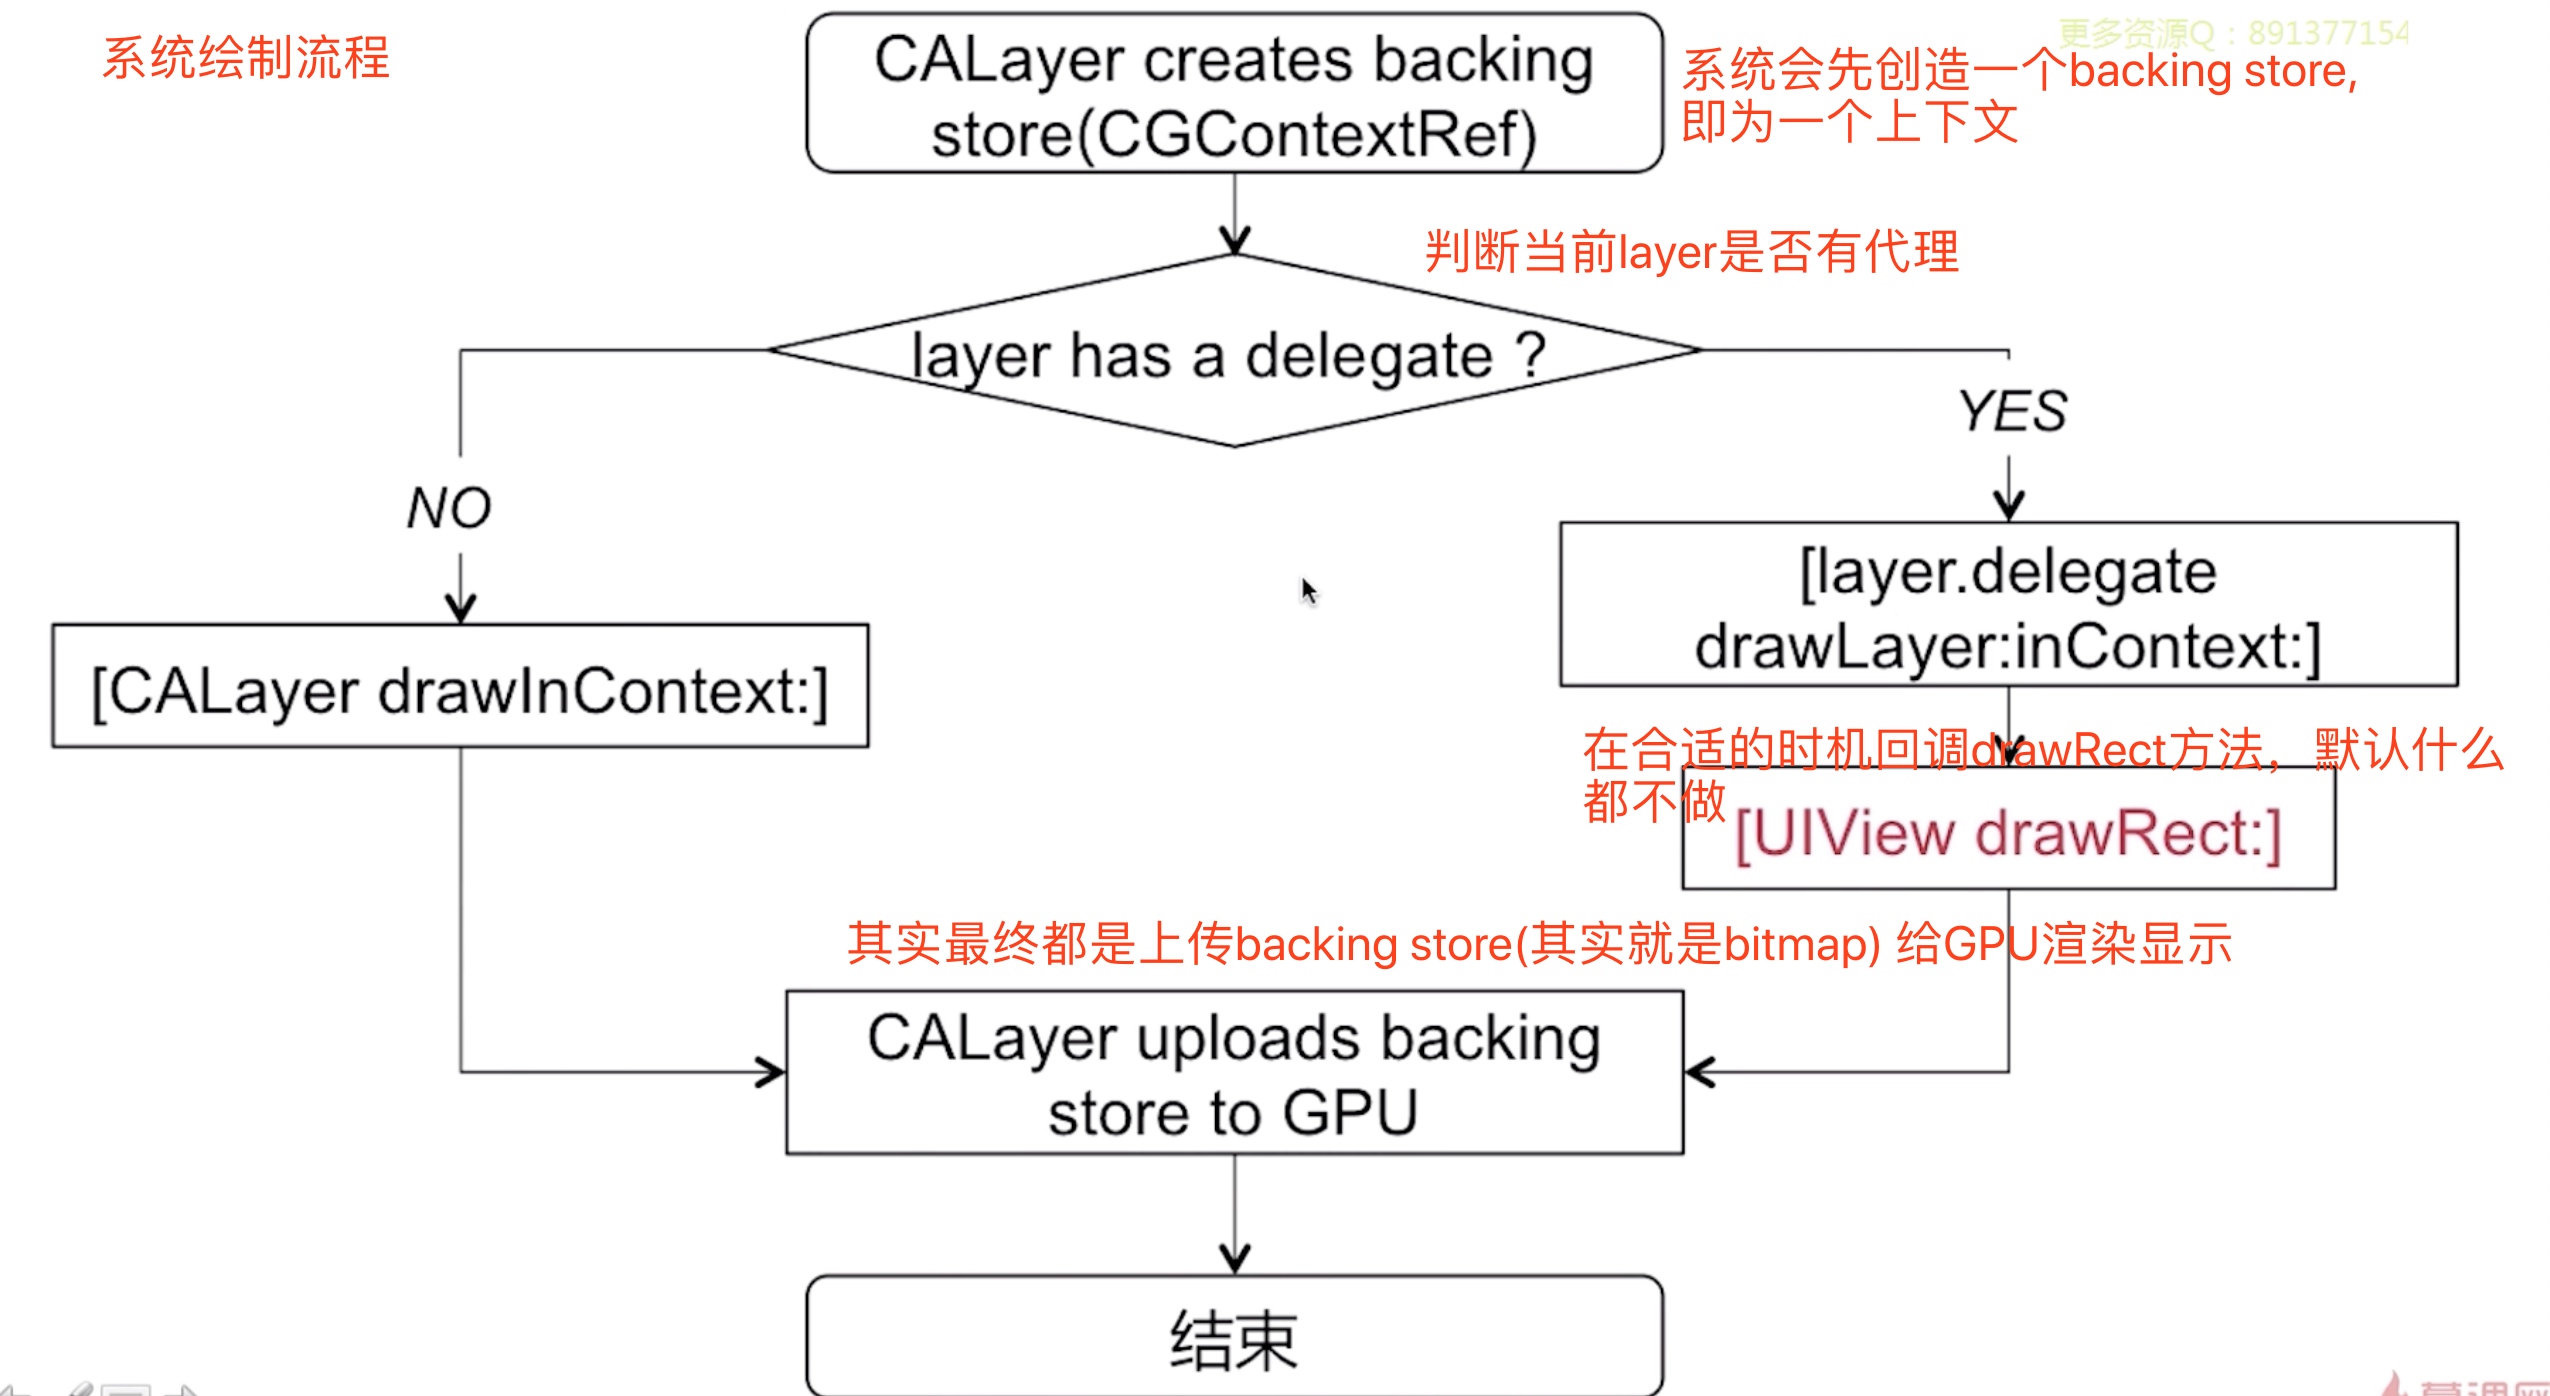 系统绘制流程
更多资源Q：891377154
CALayer creates backing
store(CGContextRef)
系统会先创造一个backing store,
即为一个上下文
判断当前layer是否有代理
layer has a delegate ?
YES
NO
[layer.delegate
drawLayer:inContext:]
[CALayer drawInContext:]
在合适的时机回调drawRect方法，默认什么
都不做
[UIView drawRect:]
其实最终都是上传backing store(其实就是bitmap) 给GPU渲染显示
CALayer uploads backing
store to GPU
结束